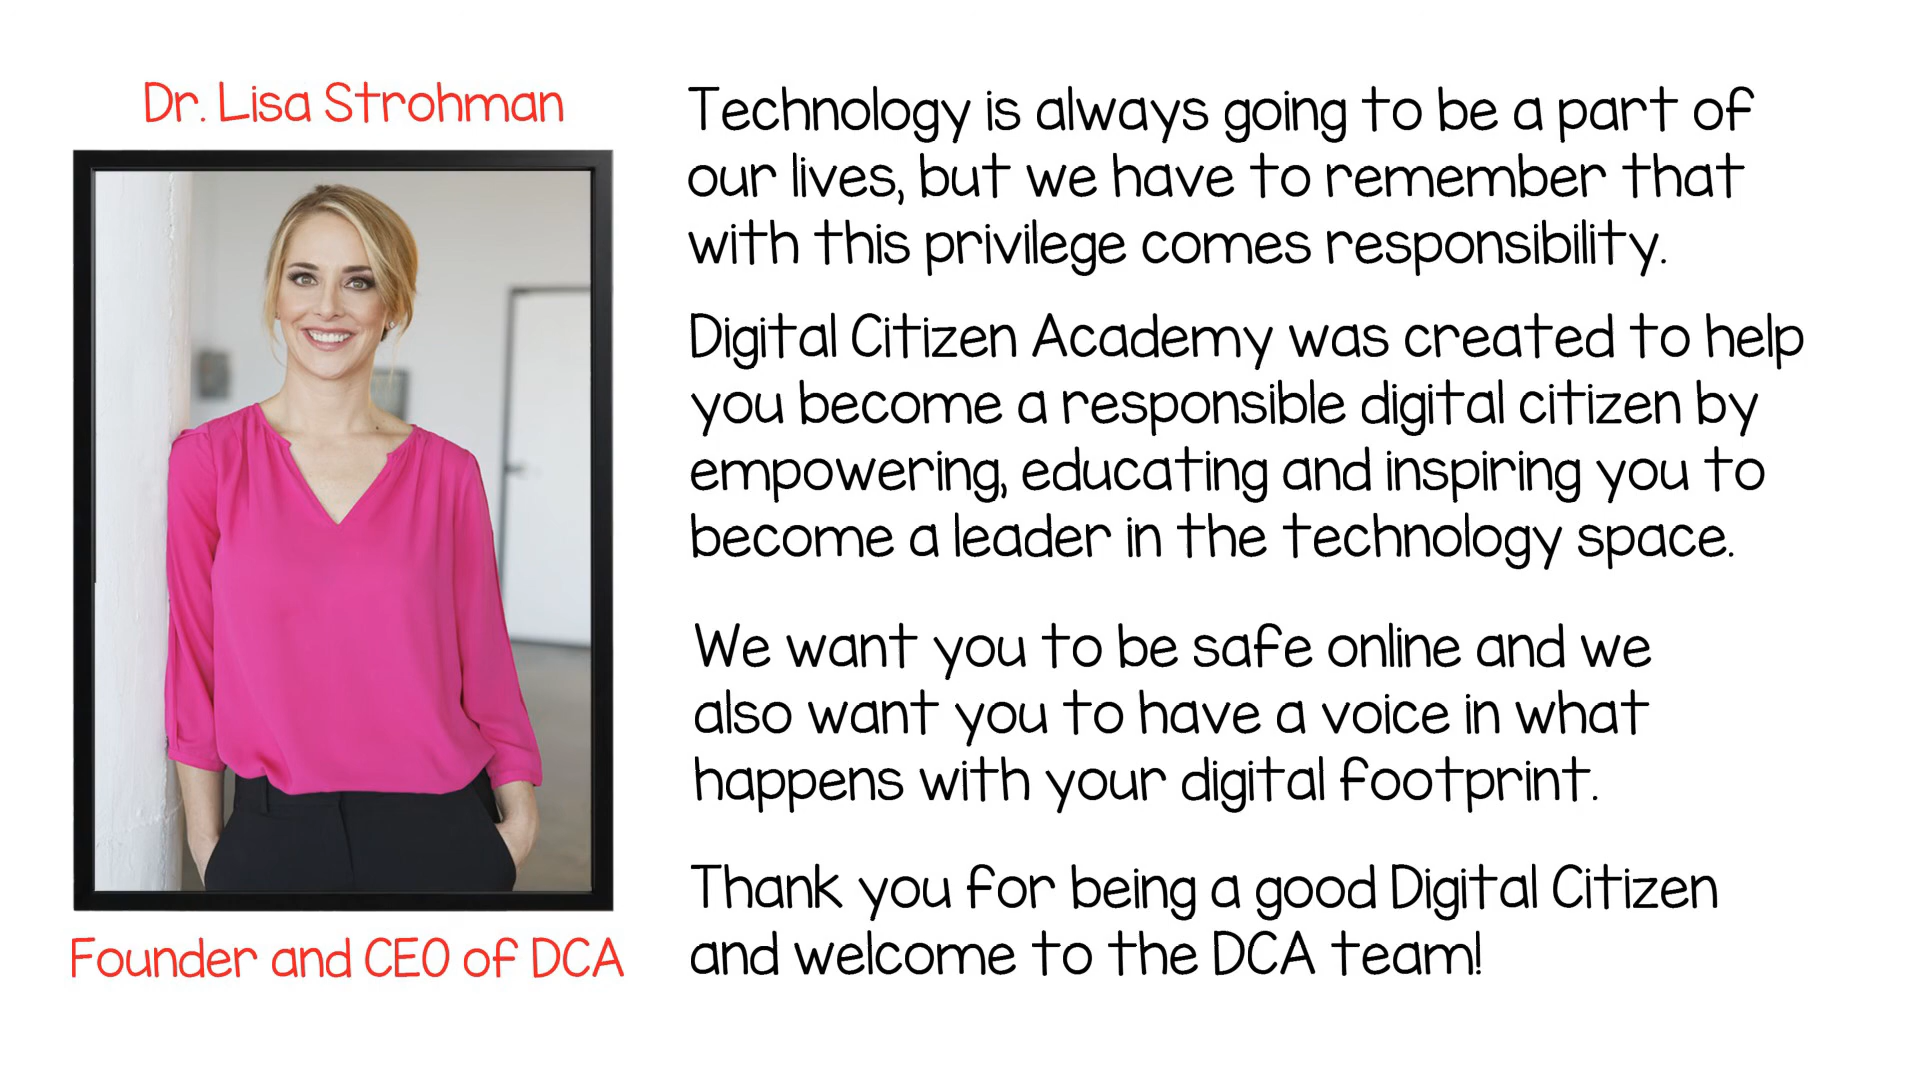 Dr. Lisa Strohman
Founder and CEO of DCA
Technology is always going to be a part of
our lives, but we have to remember that
with this privilege comes responsibility.
Digital Citizen Academy was created to help
you become a responsible digital citizen by
empowering, educating and inspiring you to
become a leader in the technology space.
We want you to be safe online and we
also want you to have a voice in what
happens with your digital footprint.
Thank you for being a good Digital Citizen
and welcome to the DCA team!